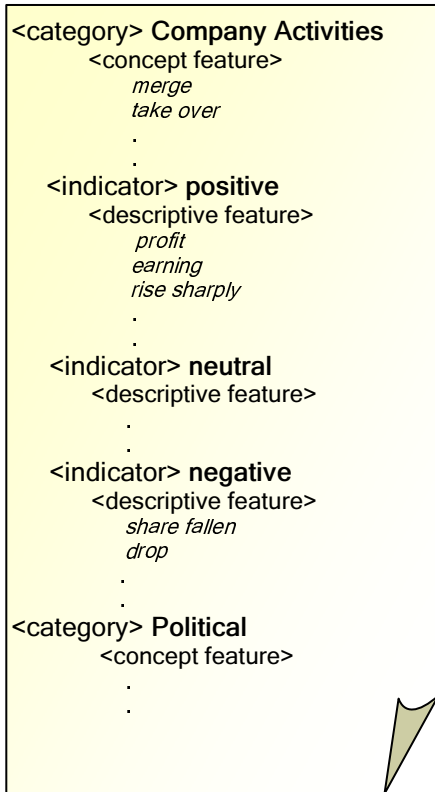 <category> Company Activities
<concept feature>
merge
take over
.
.
<indicator> positive
<descriptive feature>
profit
earning
rise sharply
.
.
<indicator> neutral
<descriptive feature>
.
.
<indicator> negative
<descriptive feature>
share fallen
drop
.
.
<category> Political
<concept feature>
.
.